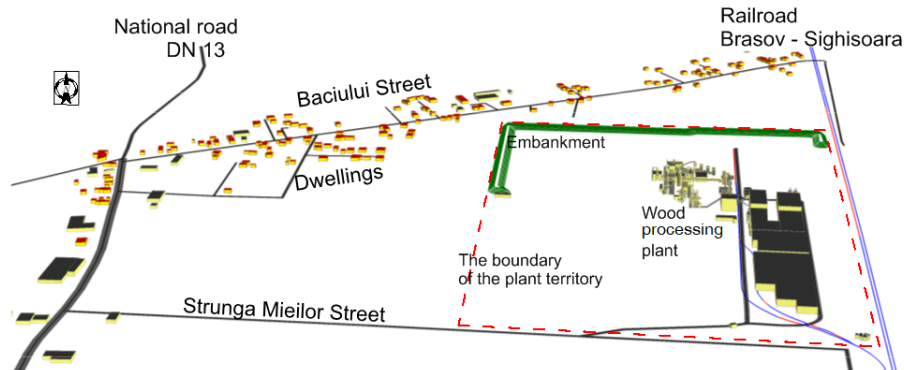 National road
DN 13
Railroad
Brasov - Sighisoara
Baciului Street
Embankment
Dwellings
Wood
processing
plant
The boundary
of the plant territory
Strunga Mieilor Street